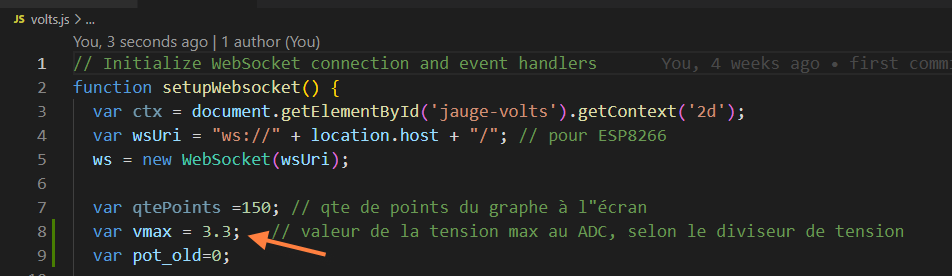 JS volts.js > ...
You, 3 seconds ago | 1 author (You)
1 // Initialize WebSocket connection and event handlers You, 4 weeks ago • first commi
2 function setupWebsocket() {
3 var ctx = document.getElementById('jauge-volts').getContext('2d');
4 var wsUri = "ws://" + location.host + "/"; // pour ESP8266
5 ws = new WebSocket(wsUri);
6
7 var qtePoints =150; // qte de points du graphe à l"écran
8 var vmax = 3.3; // valeur de la tension max au ADC, selon le diviseur de tension
9 var pot_old=0;